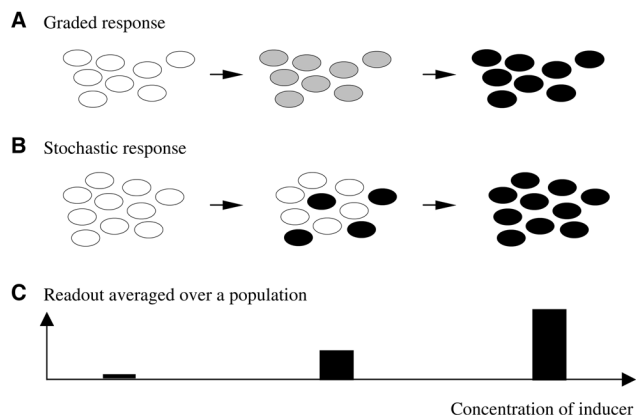 A Graded response
B Stochastic response
C Readout averaged over a population
Concentration of inducer